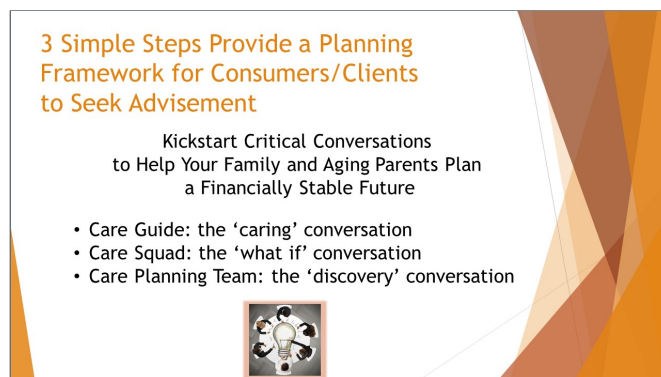 3 Simple Steps Provide a Planning
Framework for Consumers/Clients
to Seek Advisement
Kickstart Critical Conversations
to Help Your Family and Aging Parents Plan
a Financially Stable Future
• Care Guide: the ‘caring’ conversation
• Care Squad: the ‘what if’ conversation
• Care Planning Team: the ‘discovery’ conversation